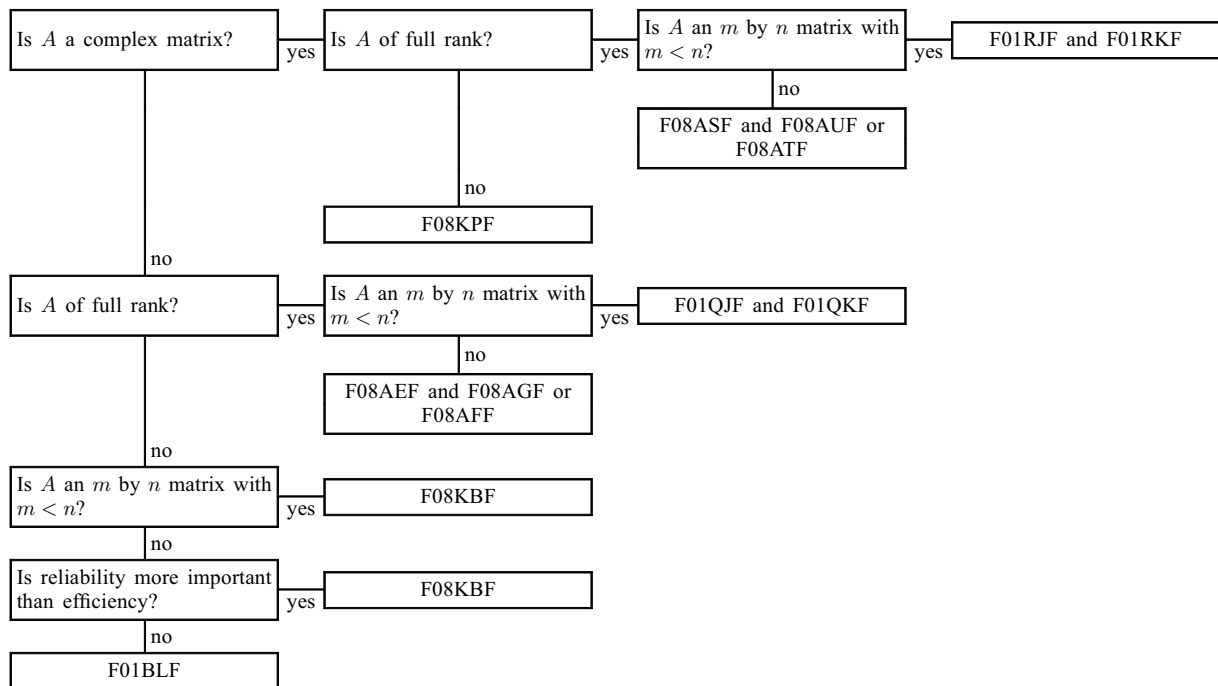 Is A a complex matrix?
yes
Is A of full rank?
yes
Is A an m by n matrix with
m < n?
yes
F01RJF and F01RKF
no
F08ASF and F08AUF or
F08ATF
no
F08KPF
no
Is A of full rank?
yes
Is A an m by n matrix with
m < n?
yes
F01QJF and F01QKF
no
F08AEF and F08AGF or
F08AFF
no
Is A an m by n matrix with
m < n?
yes
F08KBF
no
Is reliability more important
than efficiency?
yes
F08KBF
no
F01BLF